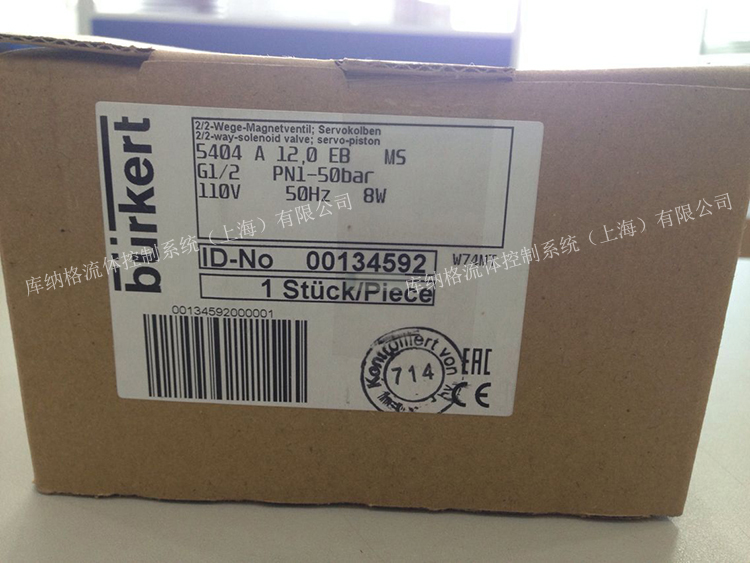 bürkert
2/2-Wege-Magnetventil; Servokolben
2/2-way-solenoid valve; servo-piston
5404 A 12,0 EB MS
G1/2 PN1-50bar
110V 50Hz 8W
ID-No 00134592
1 Stück/Piece
00134592000001
Kontrolliert von
714
EAC
CE
库纳格流体控制系统（上海）有限公司
库纳格流体控制系统（上海）有限公司